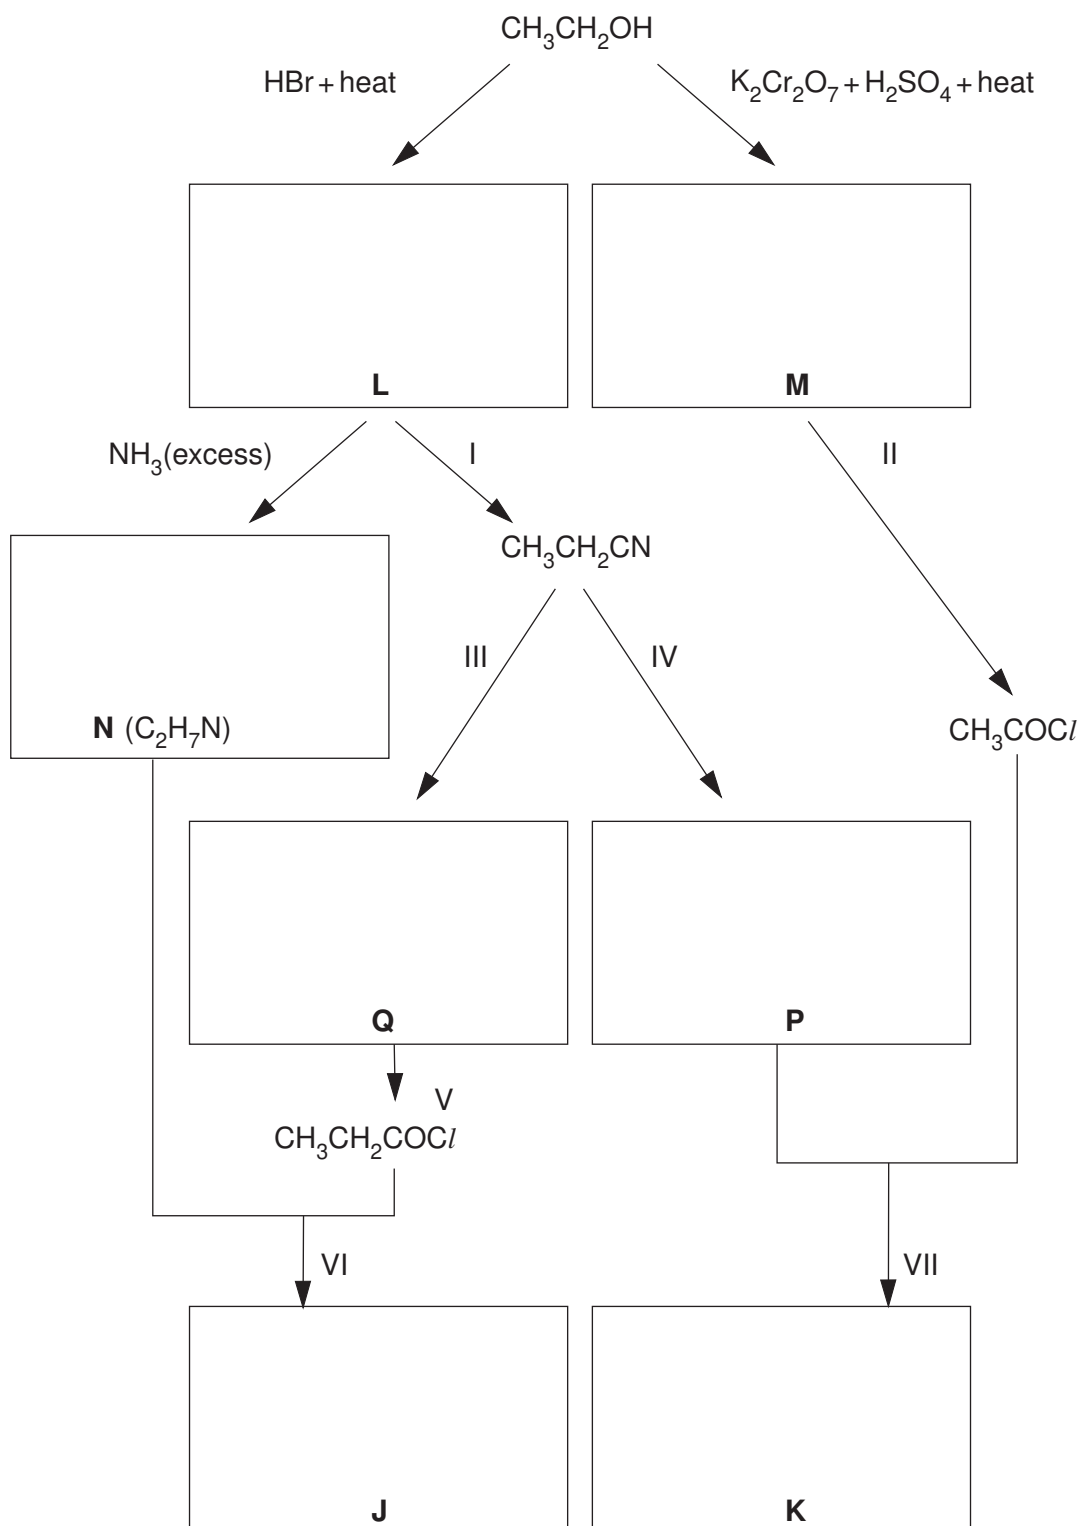 CH₃CH₂OH
HBr + heat
K₂Cr₂O₇ + H₂SO₄ + heat
L
M
NH₃(excess)
I
II
CH₃CH₂CN
III
IV
N (C₂H₇N)
CH₃COCl
Q
P
V
CH₃CH₂COCl
VI
VII
J
K